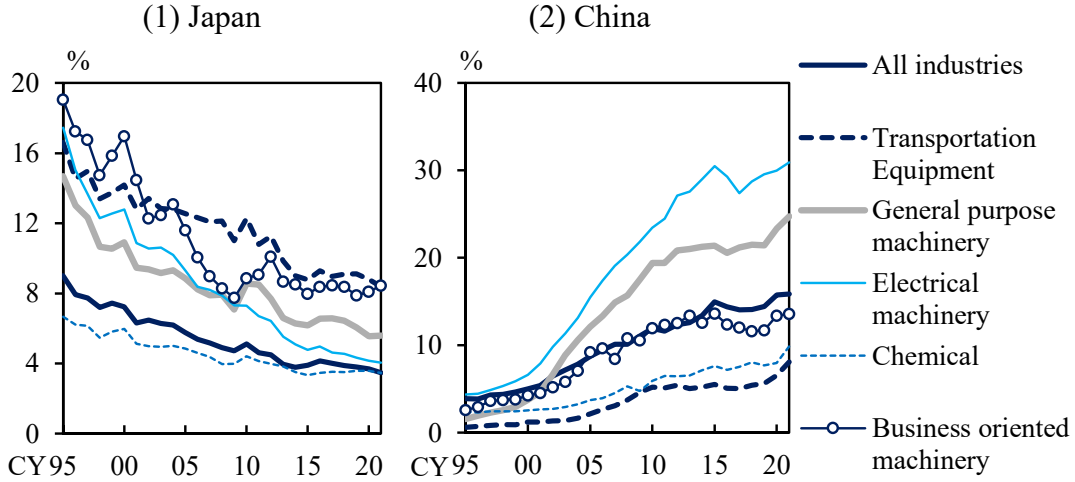 (1) Japan
(2) China
%
%
20
16
12
8
4
0
CY95 00 05 10 15 20
40
30
20
10
0
CY95 00 05 10 15 20
All industries
Transportation
Equipment
General purpose
machinery
Electrical
machinery
Chemical
Business oriented
machinery